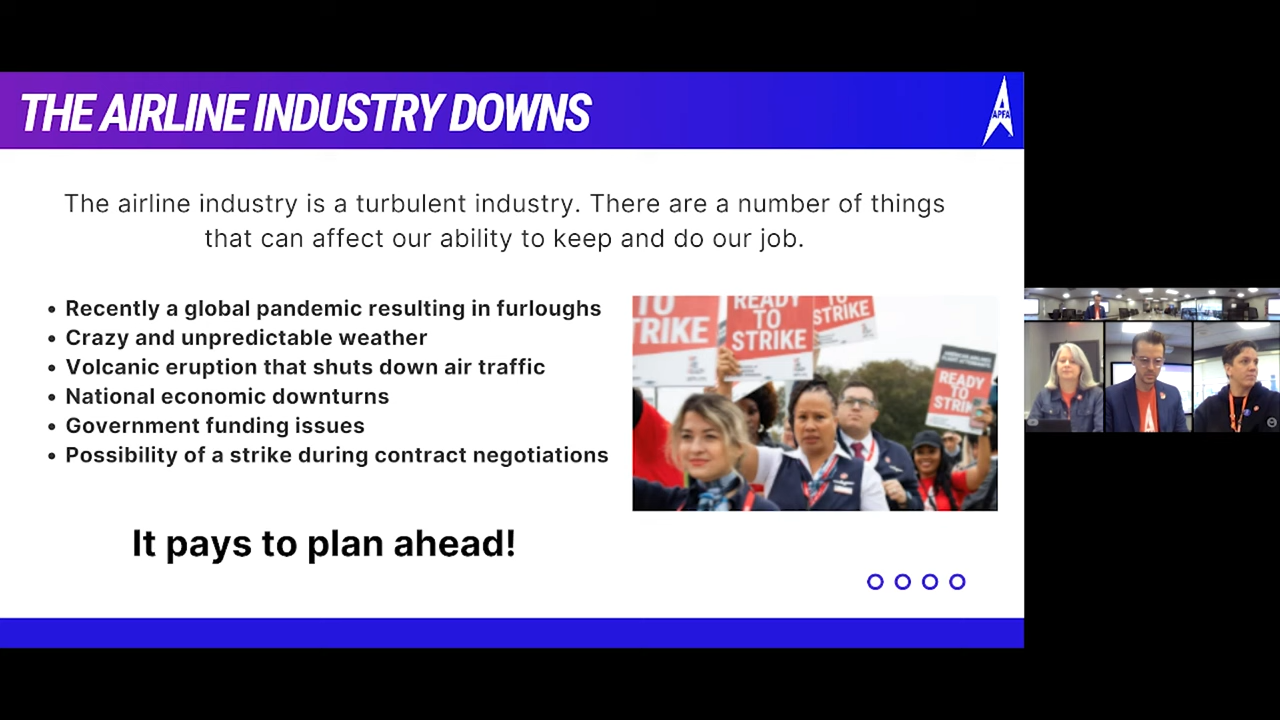 THE AIRLINE INDUSTRY DOWNS
APFA
The airline industry is a turbulent industry. There are a number of things
that can affect our ability to keep and do our job.
• Recently a global pandemic resulting in furloughs
• Crazy and unpredictable weather
• Volcanic eruption that shuts down air traffic
• National economic downturns
• Government funding issues
• Possibility of a strike during contract negotiations
TO
TRIKE
READY
TO
STRIKE
TO
STRIKE
READY
TO
STRIK
It pays to plan ahead!